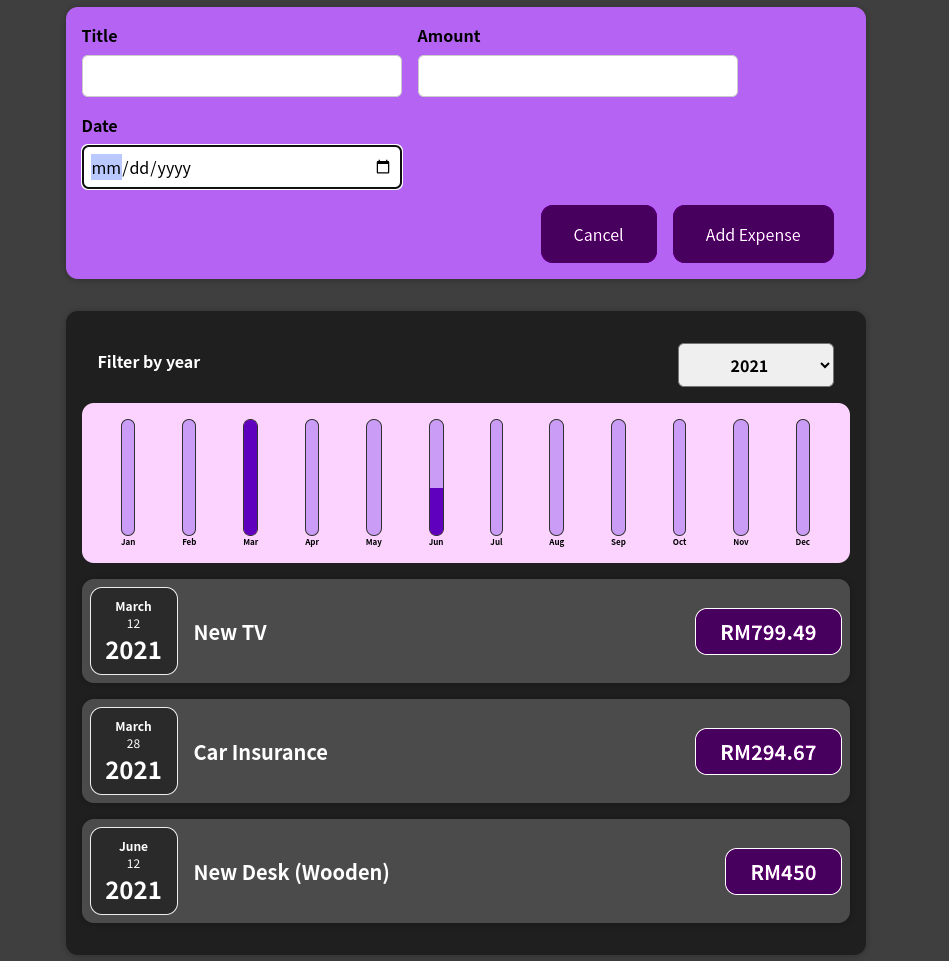 Title Amount
Date
mm/dd/yyyy
Cancel Add Expense
Filter by year 2021
Jan Feb Mar Apr May Jun Jul Aug Sep Oct Nov Dec
March
12
2021
New TV RM799.49
March
28
2021
Car Insurance RM294.67
June
12
2021
New Desk (Wooden) RM450